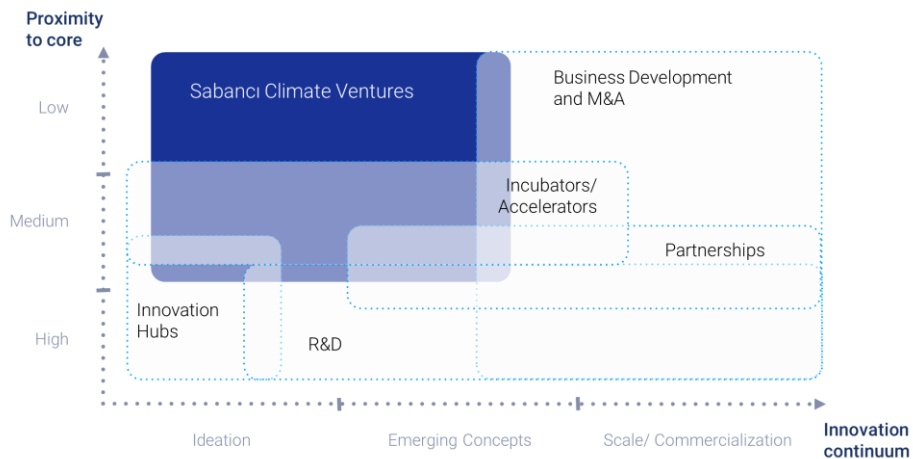 Proximity
to core
Low
Medium
High
Sabancı Climate Ventures
Business Development
and M&A
Incubators/
Accelerators
Partnerships
Innovation
Hubs
R&D
Ideation
Emerging Concepts
Scale/ Commercialization
Innovation
continuum